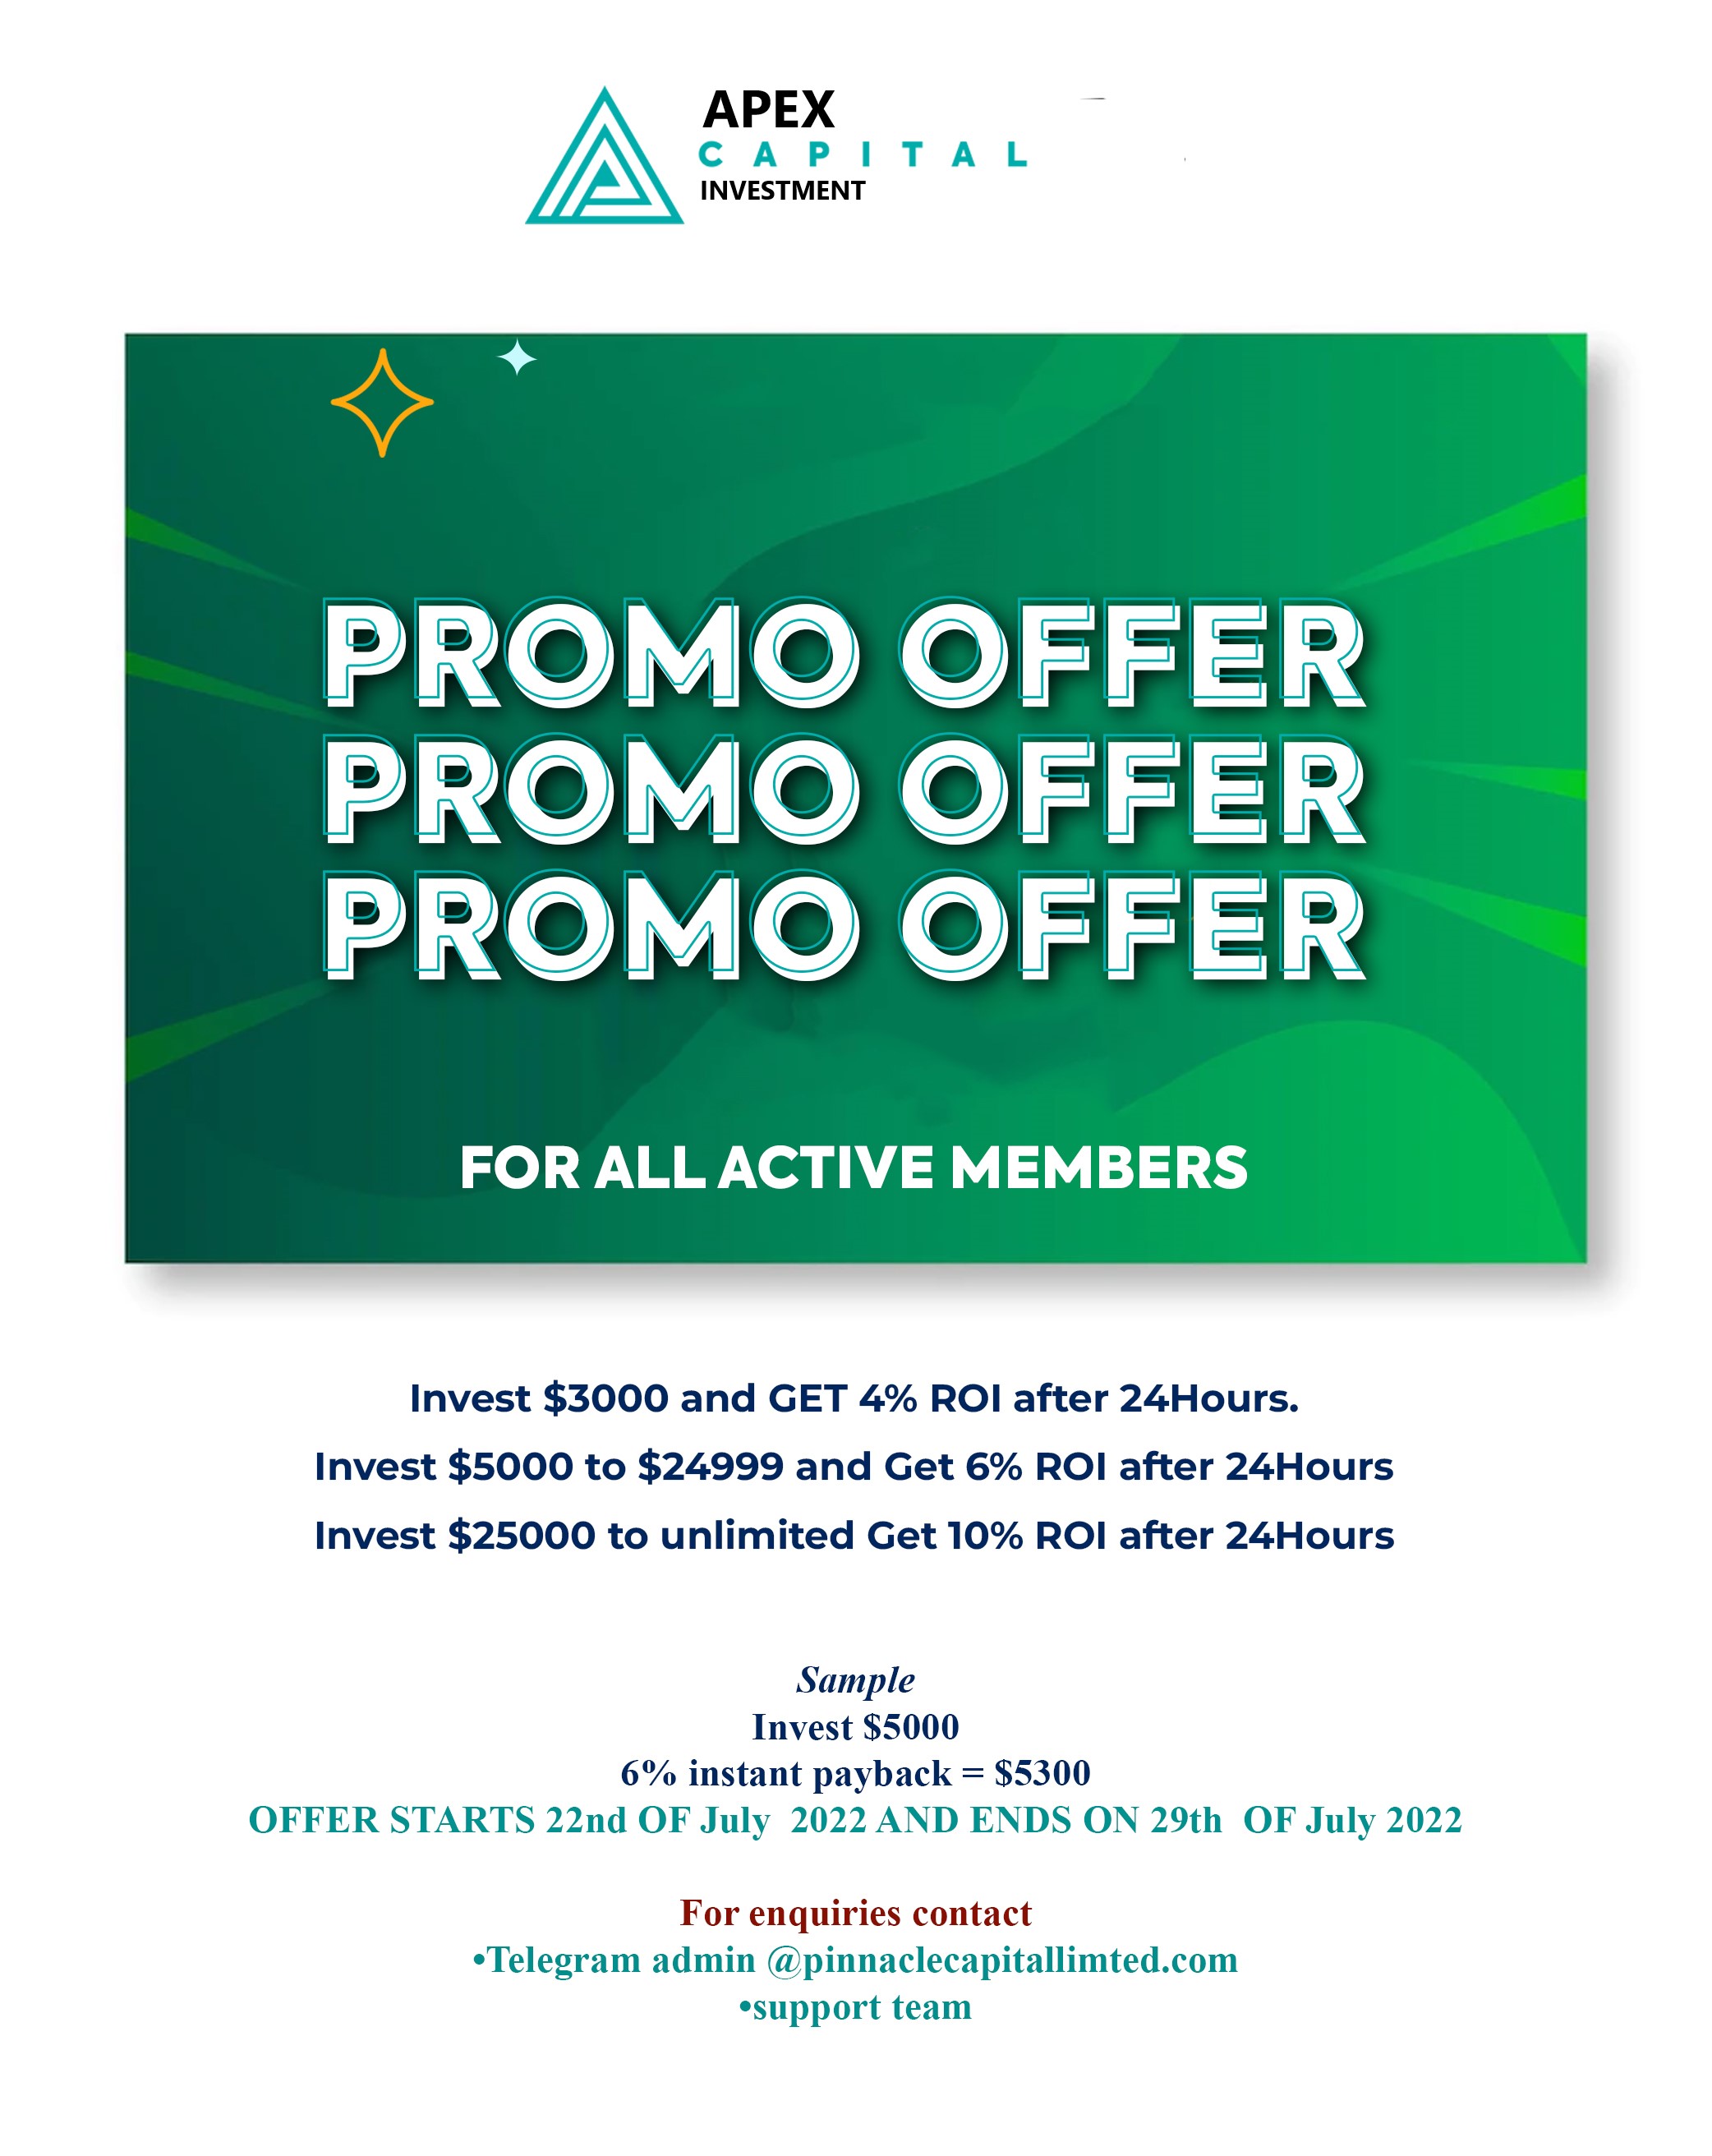 APEX
CAPITAL
INVESTMENT
PROMO OFFER
PROMO OFFER
PROMO OFFER
FOR ALL ACTIVE MEMBERS
Invest $3000 and GET 4% ROI after 24Hours.
Invest $5000 to $24999 and Get 6% ROI after 24Hours
Invest $25000 to unlimited Get 10% ROI after 24Hours
Sample
Invest $5000
6% instant payback = $5300
OFFER STARTS 22nd OF July 2022 AND ENDS ON 29th OF July 2022
For enquiries contact
•Telegram admin @pinnaclecapitallimted.com
•support team